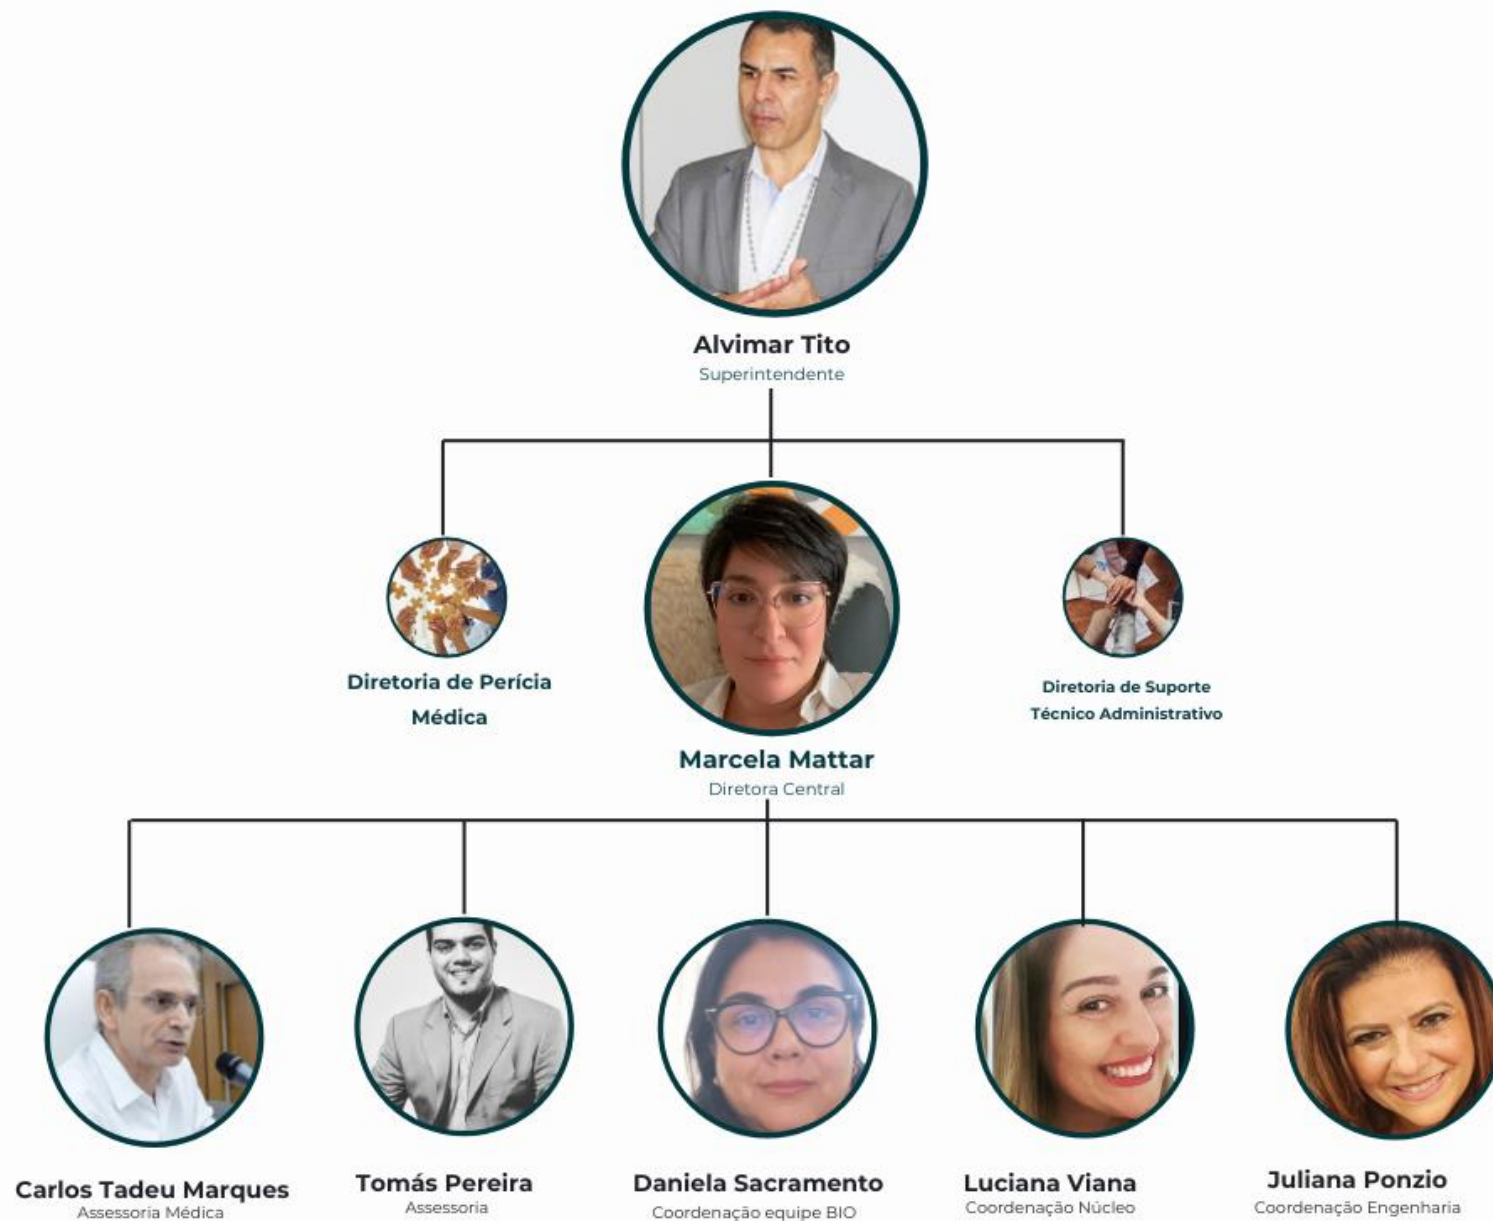 Alvimar Tito
Superintendente
Diretoria de Perícia
Médica
Marcela Mattar
Diretora Central
Diretoria de Suporte
Técnico Administrativo
Carlos Tadeu Marques
Assessoria Médica
Tomás Pereira
Assessoria
Daniela Sacramento
Coordenação equipe BIO
Luciana Viana
Coordenação Núcleo
Juliana Ponzio
Coordenação Engenharia